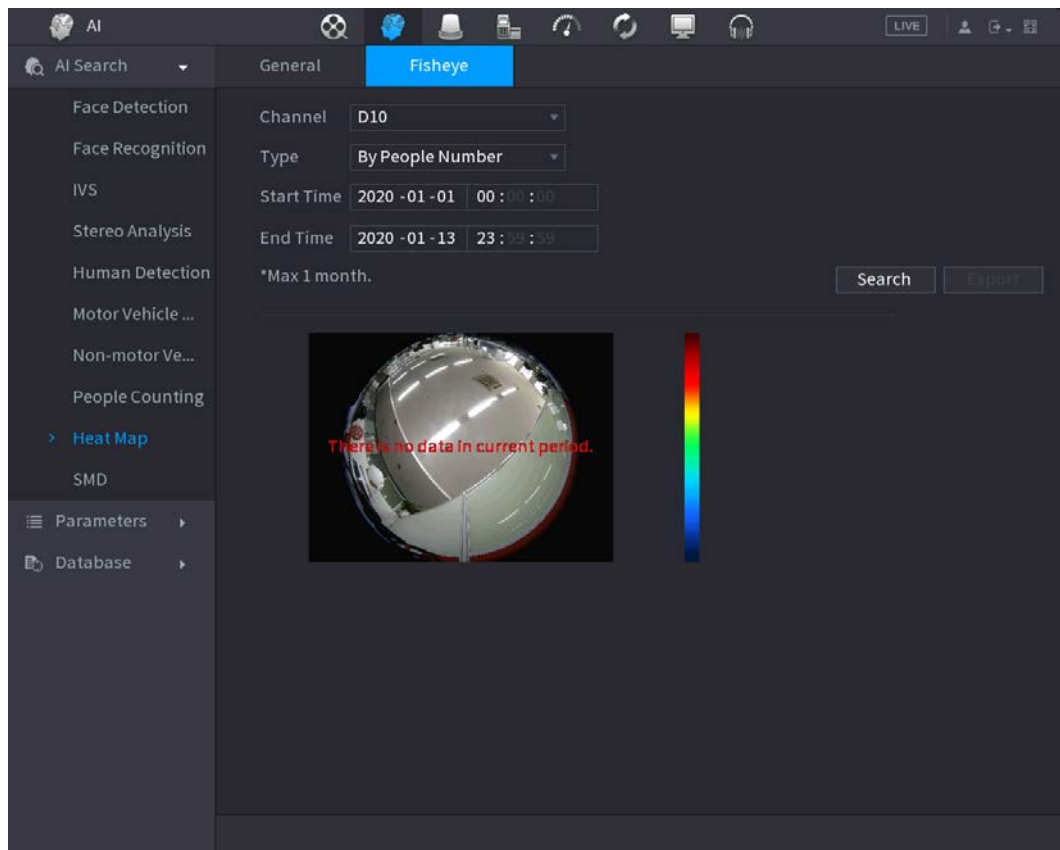 AI
LIVE
AI Search
General
Fisheye
Face Detection
Face Recognition
IVS
Stereo Analysis
Human Detection
Motor Vehicle ...
Non-motor Ve...
People Counting
Heat Map
SMD
Parameters
Database
Channel D10
Type By People Number
Start Time 2020 -01 -01 00 : 00 : 00
End Time 2020 -01 -13 23 : 59 : 59
*Max 1 month.
Search
Export
There is no data in current period.